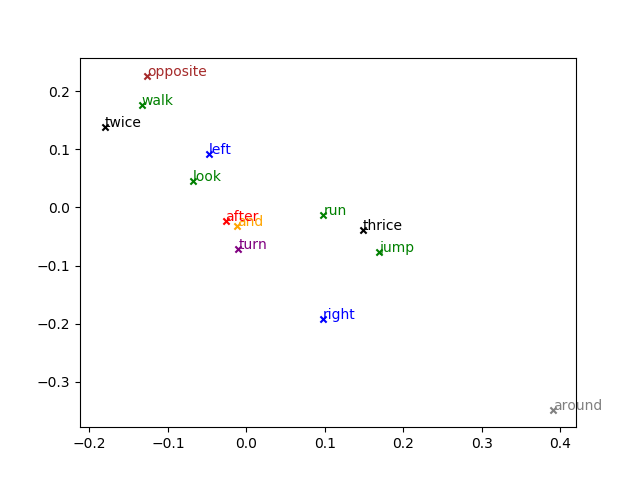 opposite
0.2
walk
twice
0.1
left
look
0.0
run
after
and
thrice
turn
jump
−0.1
right
−0.2
−0.3
around
−0.2 −0.1 0.0 0.1 0.2 0.3 0.4